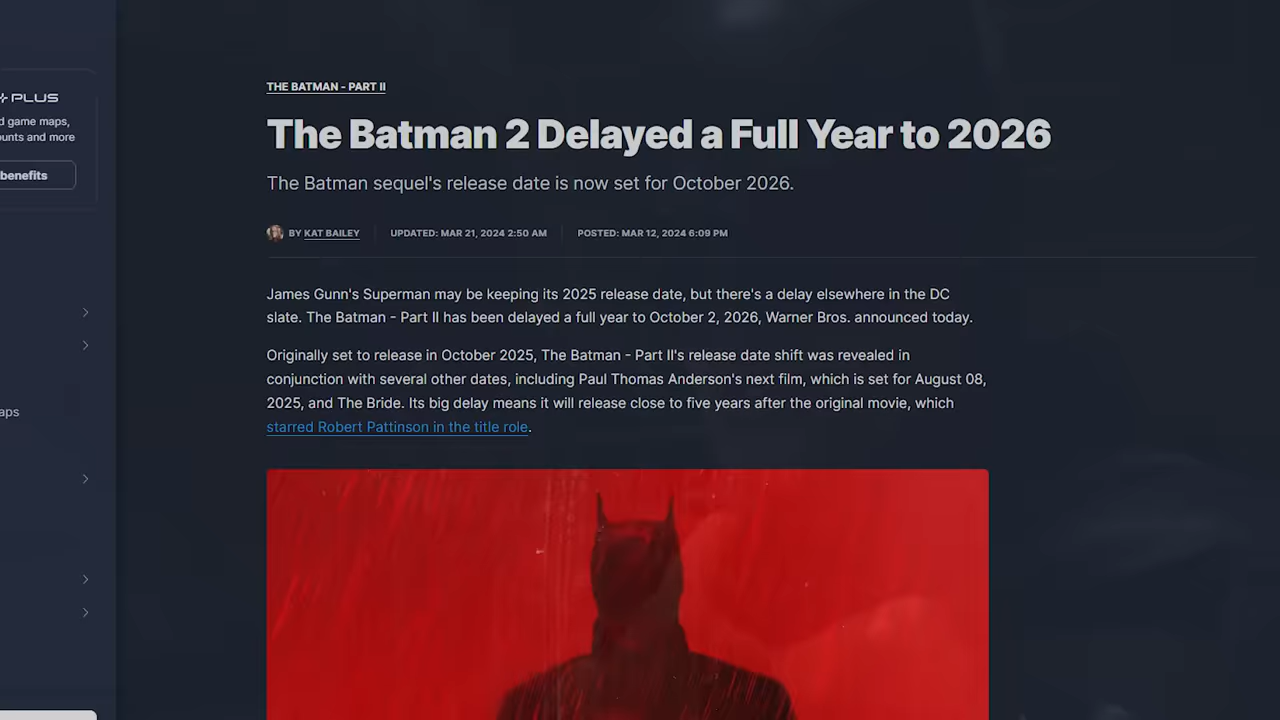 PLUS
d game maps,
ounts and more
benefits
aps
THE BATMAN - PART II
The Batman 2 Delayed a Full Year to 2026
The Batman sequel's release date is now set for October 2026.
BY KAT BAILEY UPDATED: MAR 21, 2024 2:50 AM POSTED: MAR 12, 2024 6:09 PM
James Gunn's Superman may be keeping its 2025 release date, but there's a delay elsewhere in the DC
slate. The Batman - Part II has been delayed a full year to October 2, 2026, Warner Bros. announced today.
Originally set to release in October 2025, The Batman - Part II's release date shift was revealed in
conjunction with several other dates, including Paul Thomas Anderson's next film, which is set for August 08,
2025, and The Bride. Its big delay means it will release close to five years after the original movie, which
starred Robert Pattinson in the title role.